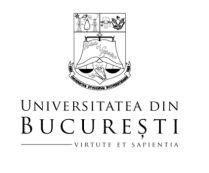 UNIVERSITATEA DIN
BUCUREȘTI
VIRTUTE ET SAPIENTIA